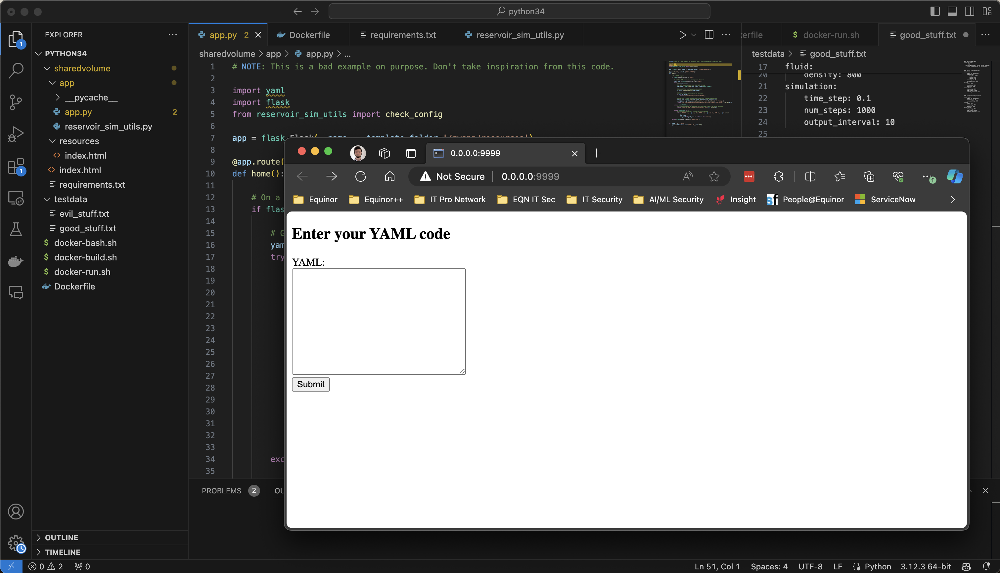 python34
EXPLORER
PYTHON34
sharedvolume
app
__pycache__
app.py 2
reservoir_sim_utils.py
resources
index.html
index.html
requirements.txt
testdata
evil_stuff.txt
good_stuff.txt
docker-bash.sh
docker-build.sh
docker-run.sh
Dockerfile
OUTLINE
TIMELINE
app.py 2 Dockerfile requirements.txt reservoir_sim_utils.py
sharedvolume > app > app.py > ...
1 # NOTE: This is a bad example on purpose. Don't take inspiration from this code.
2
3 import yaml
4 import flask
5 from reservoir_sim_utils import check_config
6
7 app = flask.Flask(__name__, template_folder='/myapp/resources')
8
9 @app.route(
10 def home():
11
12 # On a
13 if flas
14
15 # G
16 yam
17 try
18
19
20
21
22
23
24
25
26
27
28
29
30
31
32
33
34 exc
35
erfile docker-run.sh good_stuff.txt
testdata > good_stuff.txt
17 fluid:
20 density: 800
21 simulation:
22 time_step: 0.1
23 num_steps: 1000
24 output_interval: 10
25
0.0.0.0:9999
Not Secure 0.0.0.0:9999
Equinor Equinor++ IT Pro Network EQN IT Sec IT Security AI/ML Security Insight People@Equinor ServiceNow
Enter your YAML code
YAML:
Submit
PROBLEMS 2 OU
0 2 0
Ln 51, Col 1 Spaces: 4 UTF-8 LF Python 3.12.3 64-bit